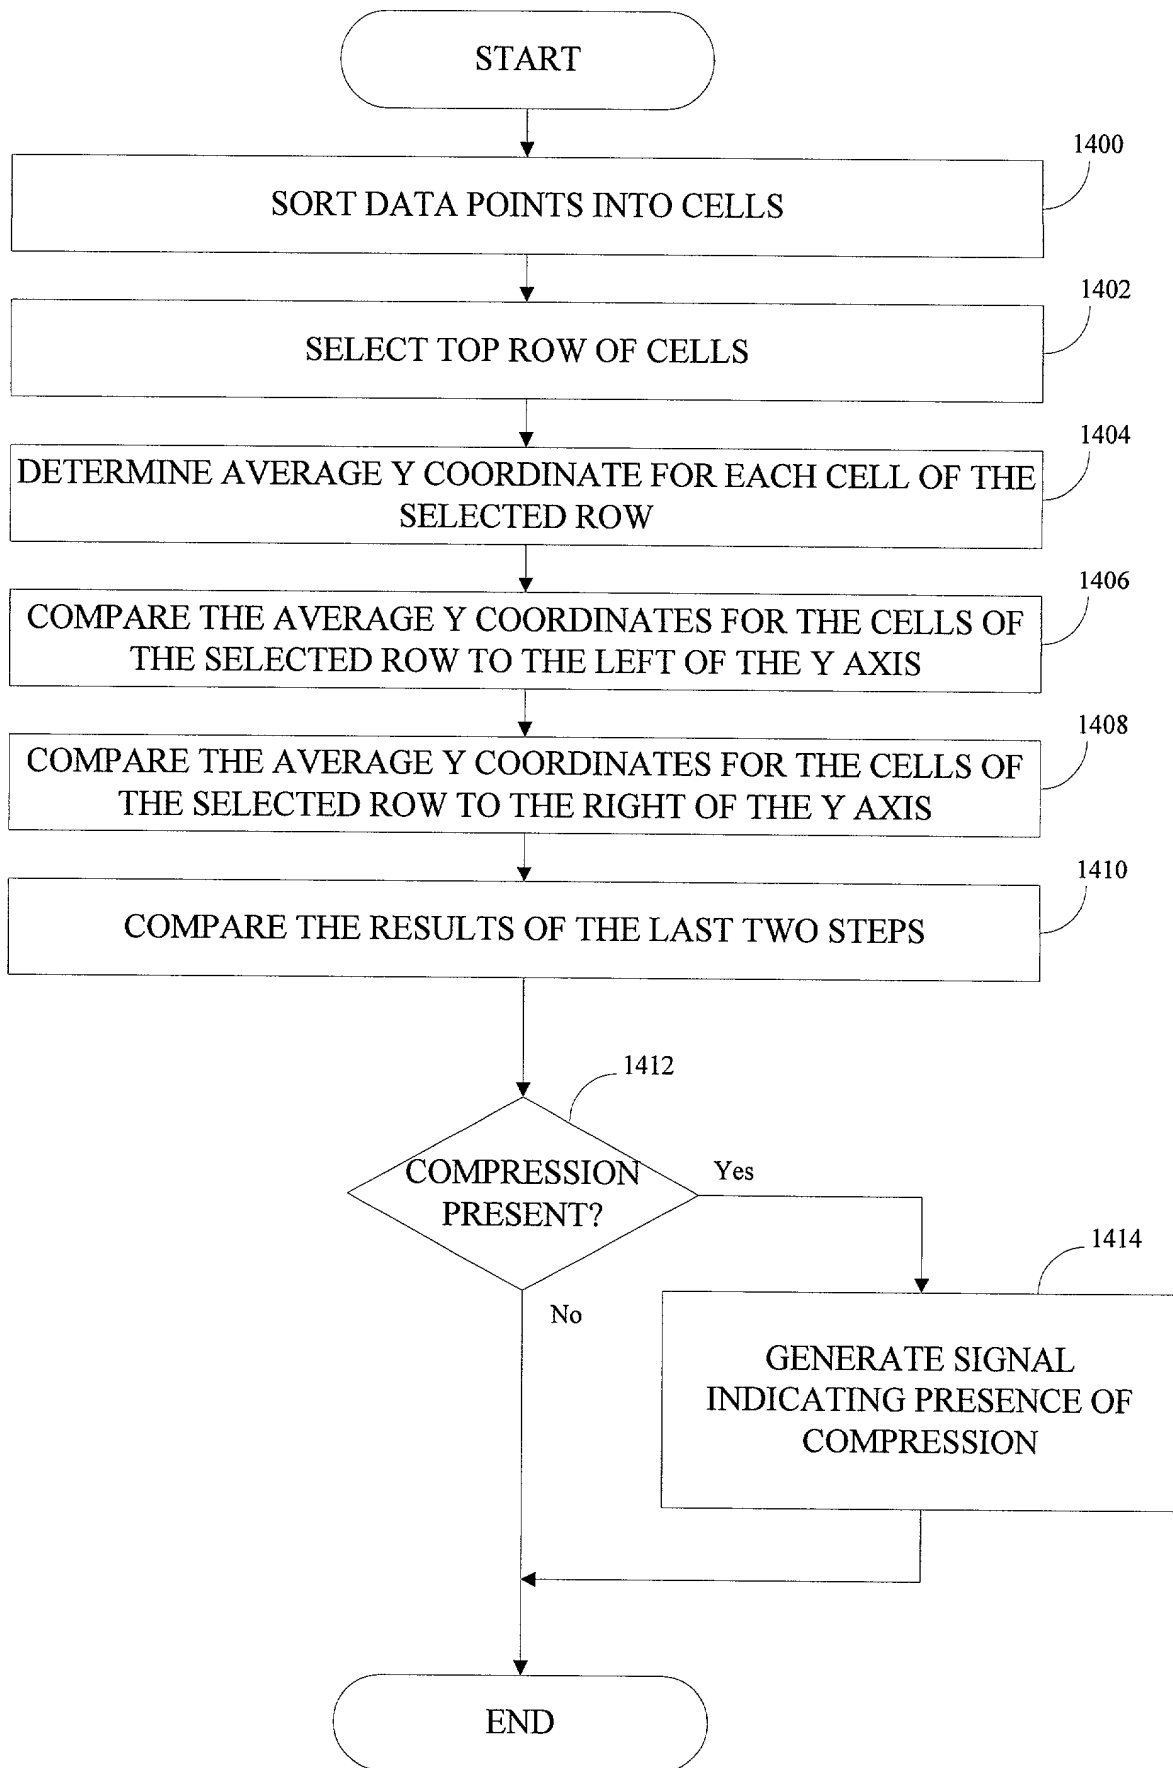 START
1400
SORT DATA POINTS INTO CELLS
1402
SELECT TOP ROW OF CELLS
1404
DETERMINE AVERAGE Y COORDINATE FOR EACH CELL OF THE
SELECTED ROW
1406
COMPARE THE AVERAGE Y COORDINATES FOR THE CELLS OF
THE SELECTED ROW TO THE LEFT OF THE Y AXIS
1408
COMPARE THE AVERAGE Y COORDINATES FOR THE CELLS OF
THE SELECTED ROW TO THE RIGHT OF THE Y AXIS
1410
COMPARE THE RESULTS OF THE LAST TWO STEPS
1412
COMPRESSION
PRESENT?
Yes
No
1414
GENERATE SIGNAL
INDICATING PRESENCE OF
COMPRESSION
END